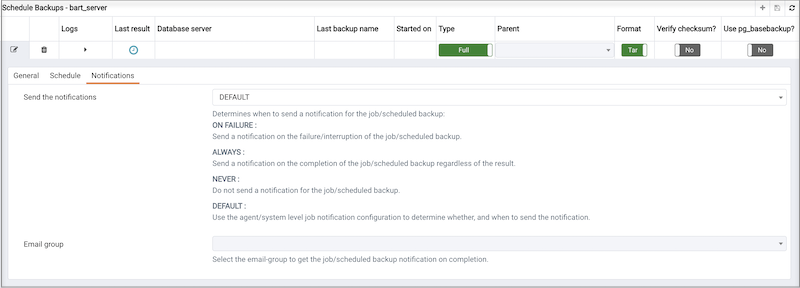 Schedule Backups - bart_server
Logs Last result Database server Last backup name Started on Type Parent Format Verify checksum? Use pg_basebackup?
Full Tar No No
General Schedule Notifications
Send the notifications DEFAULT
Determines when to send a notification for the job/scheduled backup:
ON FAILURE :
Send a notification on the failure/interruption of the job/scheduled backup.
ALWAYS :
Send a notification on the completion of the job/scheduled backup regardless of the result.
NEVER :
Do not send a notification for the job/scheduled backup.
DEFAULT :
Use the agent/system level job notification configuration to determine whether, and when to send the notification.
Email group
Select the email-group to get the job/scheduled backup notification on completion.